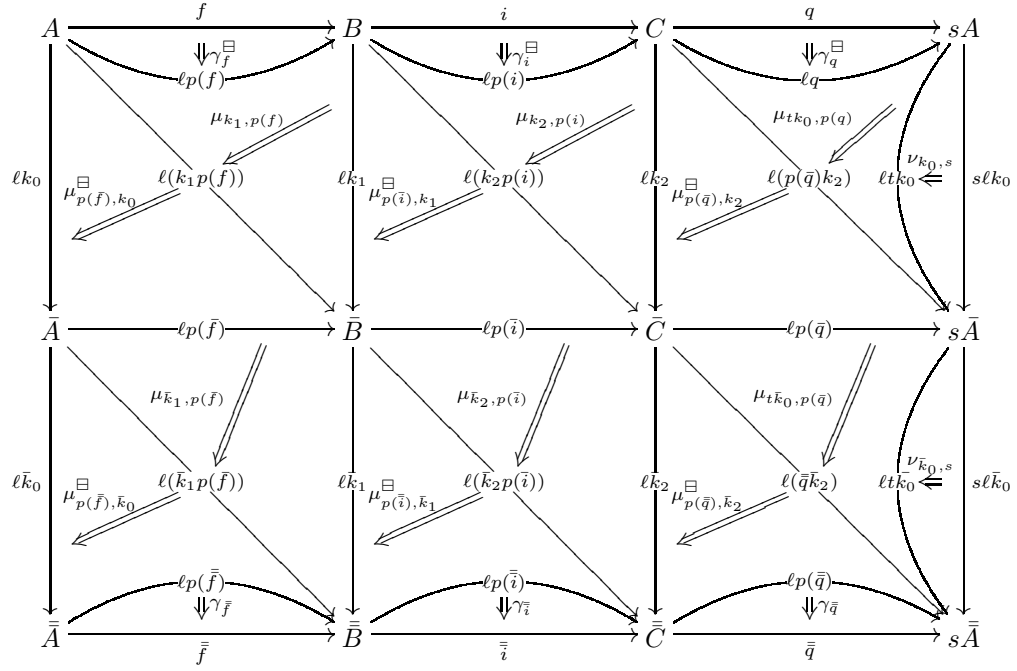 f i q
A B C sA
γ_f^⊟ γ_i^⊟ γ_q^⊟
ℓp(f) ℓp(i) ℓq
μ_{k_1,p(f)} μ_{k_2,p(i)} μ_{tk_0,p(q)}
ν_{k_0,s}
ℓk_0 ℓ(k_1p(f)) ℓk_1 ℓ(k_2p(i)) ℓk_2 ℓ(p(q̄)k_2) ℓtk_0 sℓk_0
μ^⊟_{p(f̄),k_0} μ^⊟_{p(ī),k_1} μ^⊟_{p(q̄),k_2}
Ā B̄ C̄ sĀ
ℓp(f̄) ℓp(ī) ℓp(q̄)
μ_{k̄_1,p(f̄)} μ_{k̄_2,p(ī)} μ_{tk̄_0,p(q̄)}
ν_{k̄_0,s}
ℓk̄_0 ℓ(k̄_1p(f̄)) ℓk̄_1 ℓ(k̄_2p(ī)) ℓk̄_2 ℓ(q̿k̄_2) ℓtk̄_0 sℓk̄_0
μ^⊟_{p(f̿),k̄_0} μ^⊟_{p(i̿),k̄_1} μ^⊟_{p(q̿),k̄_2}
ℓp(f̿) ℓp(i̿) ℓp(q̿)
γ_{f̿} γ_{i̿} γ_{q̿}
A̿ B̿ C̿ sA̿
f̿ i̿ q̿